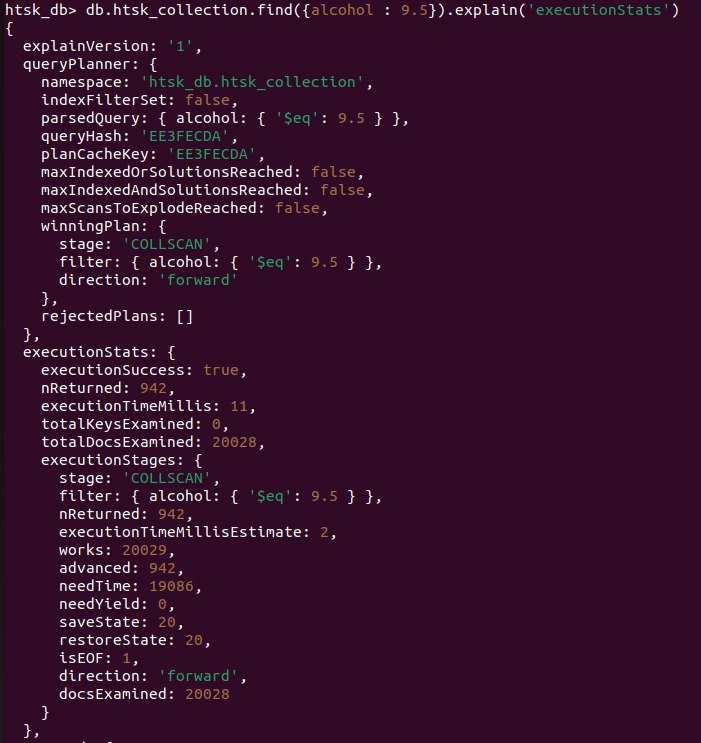 htsk_db> db.htsk_collection.find({alcohol : 9.5}).explain('executionStats')
{
  explainVersion: '1',
  queryPlanner: {
    namespace: 'htsk_db.htsk_collection',
    indexFilterSet: false,
    parsedQuery: { alcohol: { '$eq': 9.5 } },
    queryHash: 'EE3FECDA',
    planCacheKey: 'EE3FECDA',
    maxIndexedOrSolutionsReached: false,
    maxIndexedAndSolutionsReached: false,
    maxScansToExplodeReached: false,
    winningPlan: {
      stage: 'COLLSCAN',
      filter: { alcohol: { '$eq': 9.5 } },
      direction: 'forward'
    },
    rejectedPlans: []
  },
  executionStats: {
    executionSuccess: true,
    nReturned: 942,
    executionTimeMillis: 11,
    totalKeysExamined: 0,
    totalDocsExamined: 20028,
    executionStages: {
      stage: 'COLLSCAN',
      filter: { alcohol: { '$eq': 9.5 } },
      nReturned: 942,
      executionTimeMillisEstimate: 2,
      works: 20029,
      advanced: 942,
      needTime: 19086,
      needYield: 0,
      saveState: 20,
      restoreState: 20,
      isEOF: 1,
      direction: 'forward',
      docsExamined: 20028
    }
  },